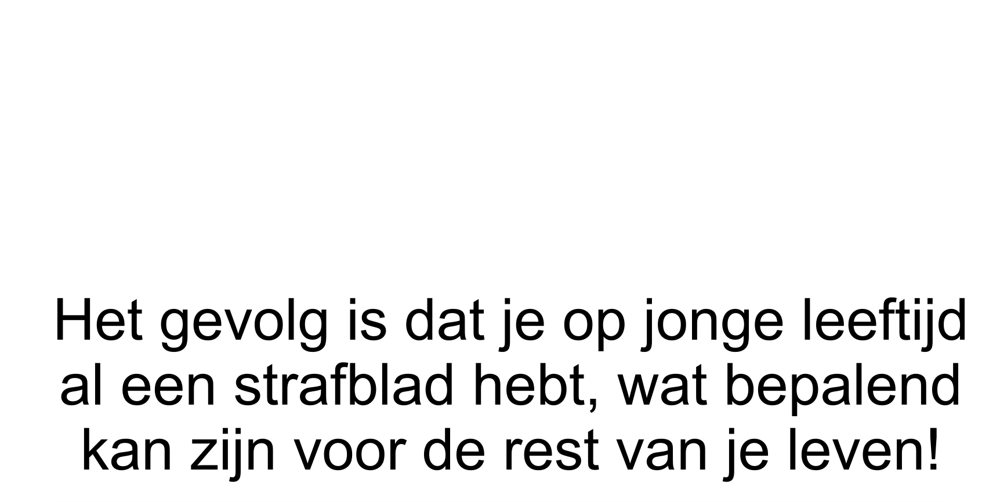 Het gevolg is dat je op jonge leeftijd
al een strafblad hebt, wat bepalend
kan zijn voor de rest van je leven!